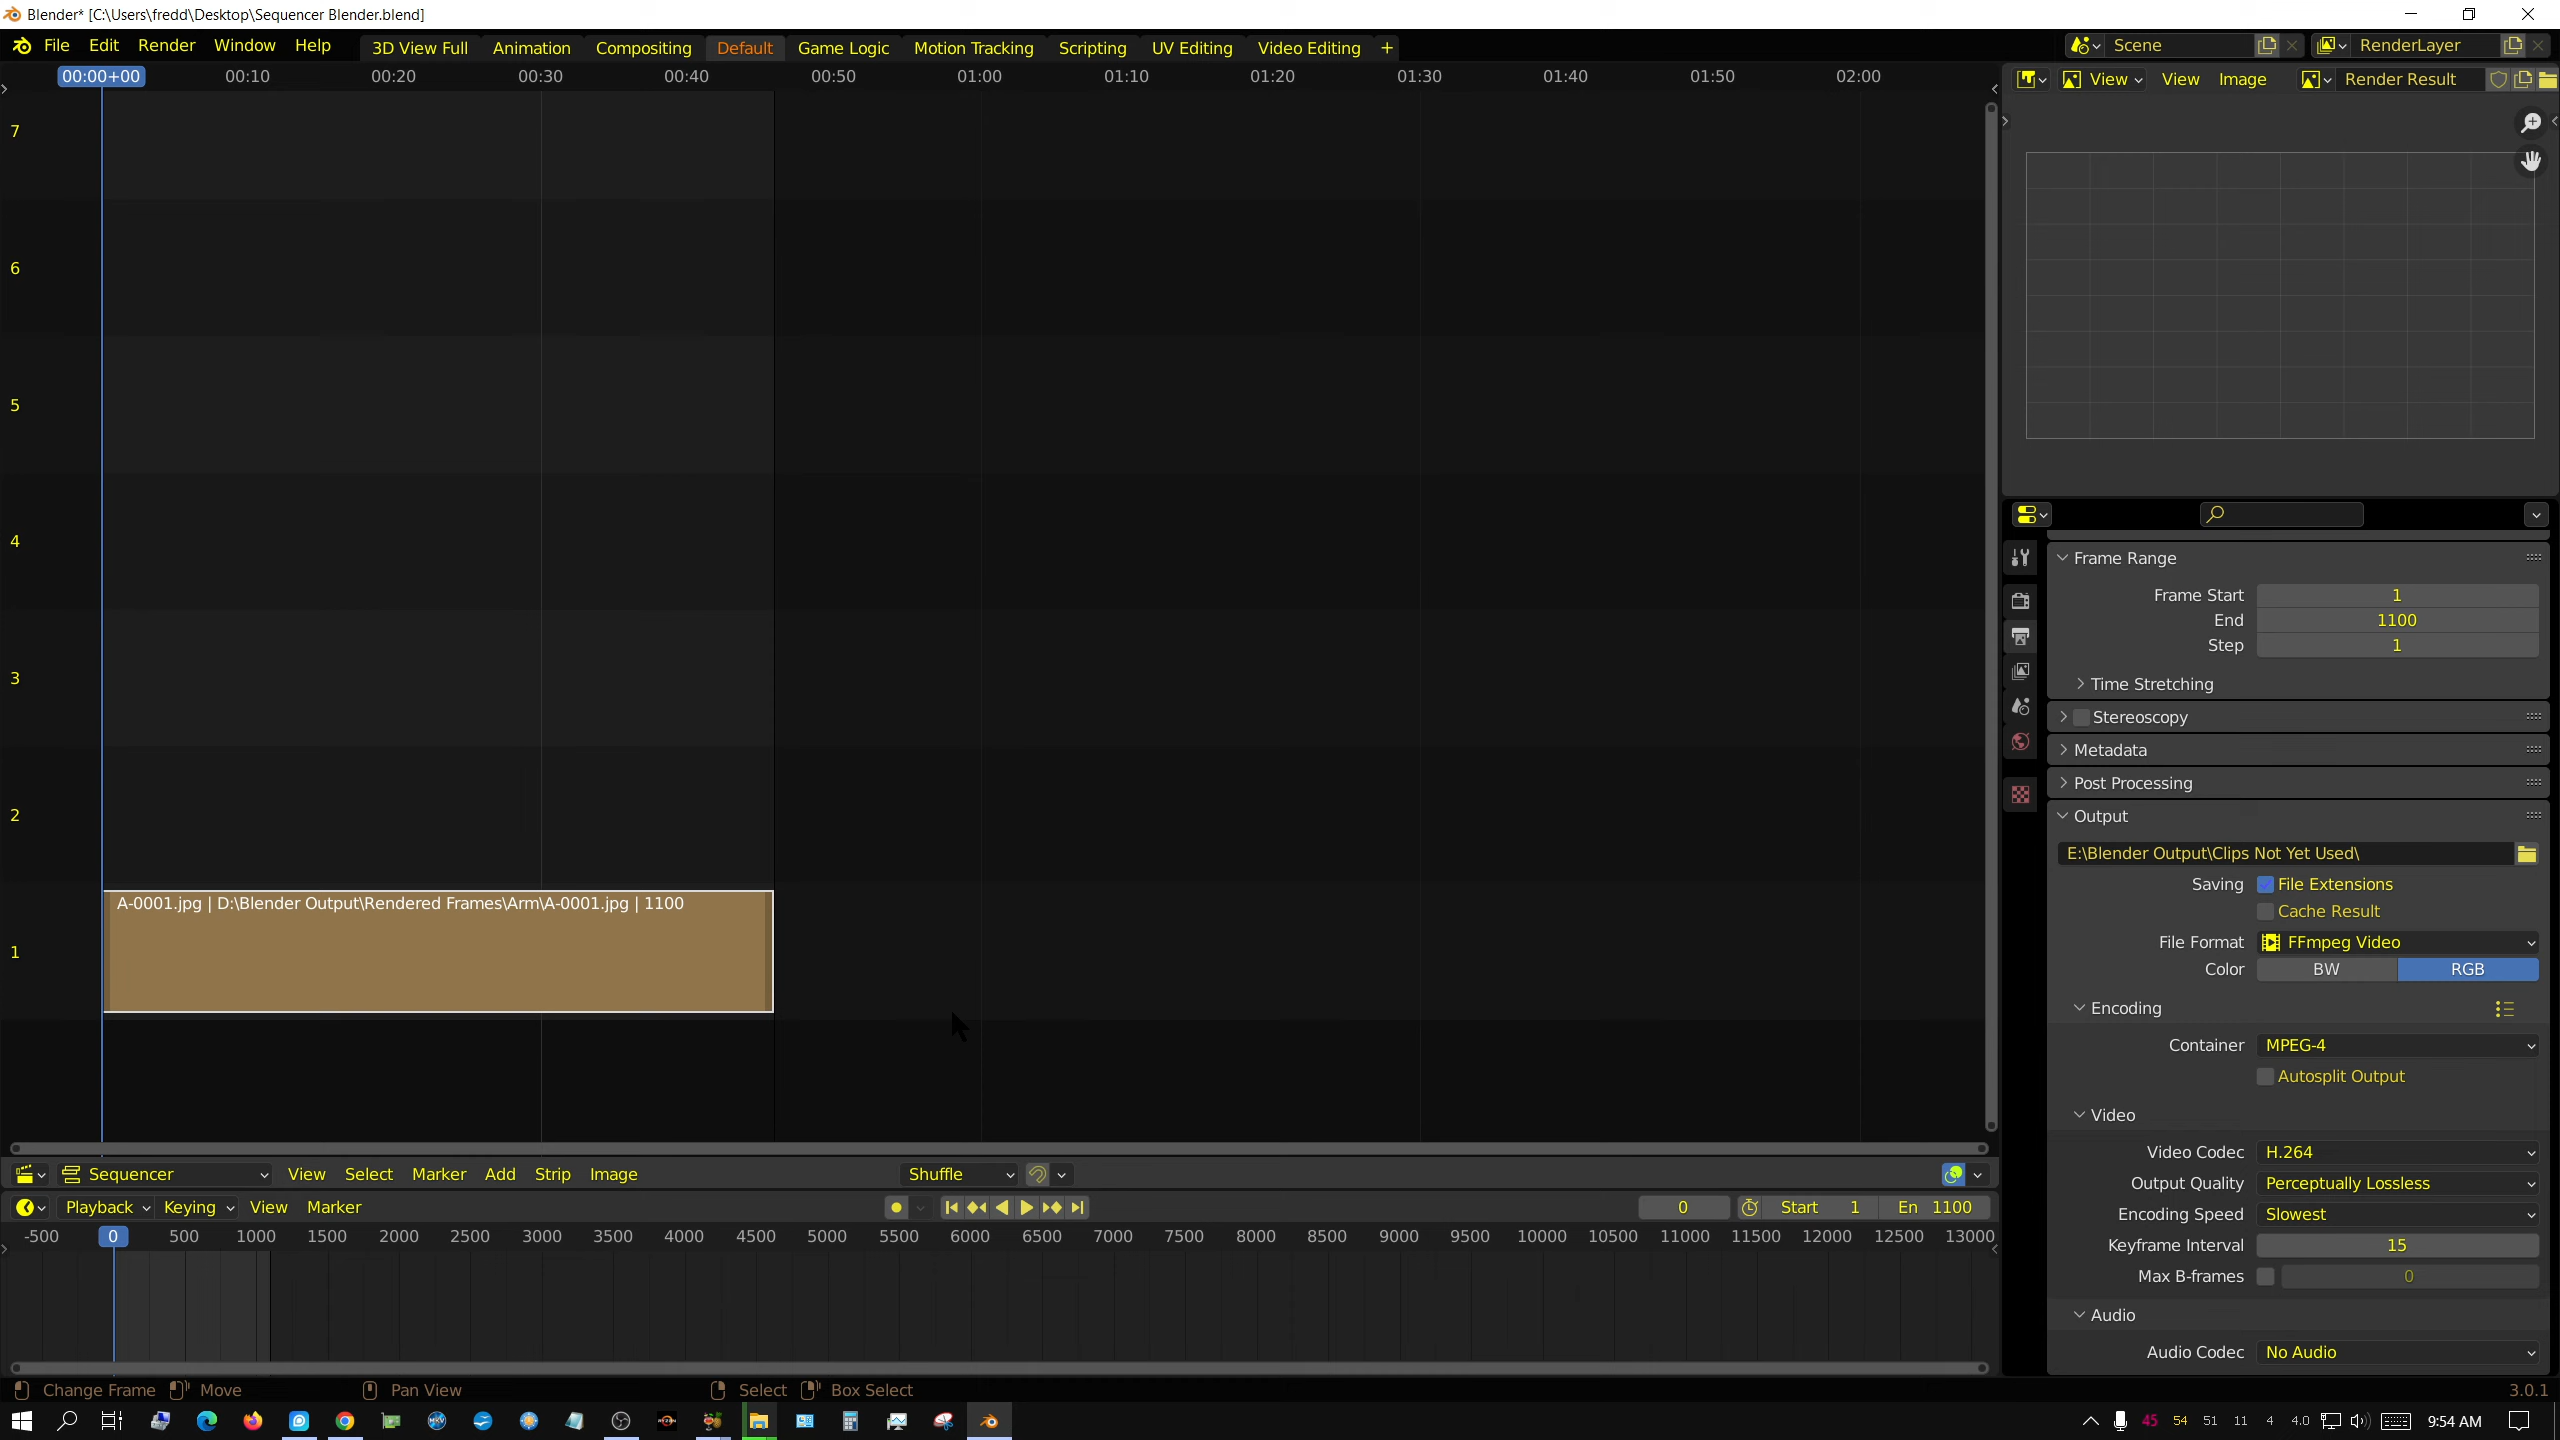 Blender* [C:\Users\fredd\Desktop\Sequencer Blender.blend]
File Edit Render Window Help 3D View Full Animation Compositing Default Game Logic Motion Tracking Scripting UV Editing Video Editing + Scene RenderLayer
00:00+00 00:10 00:20 00:30 00:40 00:50 01:00 01:10 01:20 01:30 01:40 01:50 02:00
View View Image Render Result
7
6
5
4
3
2
1
A-0001.jpg | D:\Blender Output\Rendered Frames\Arm\A-0001.jpg | 1100
Frame Range
Frame Start 1
End 1100
Step 1
Time Stretching
Stereoscopy
Metadata
Post Processing
Output
E:\Blender Output\Clips Not Yet Used\
Saving File Extensions
Cache Result
File Format FFmpeg Video
Color BW RGB
Encoding
Container MPEG-4
Autosplit Output
Video
Video Codec H.264
Output Quality Perceptually Lossless
Encoding Speed Slowest
Keyframe Interval 15
Max B-frames 0
Audio
Audio Codec No Audio
Sequencer View Select Marker Add Strip Image Shuffle
Playback Keying View Marker 0 Start 1 En 1100
-500 0 500 1000 1500 2000 2500 3000 3500 4000 4500 5000 5500 6000 6500 7000 7500 8000 8500 9000 9500 10000 10500 11000 11500 12000 12500 13000
Change Frame Move Pan View Select Box Select 3.0.1
45 54 51 11 4 4.0 9:54 AM